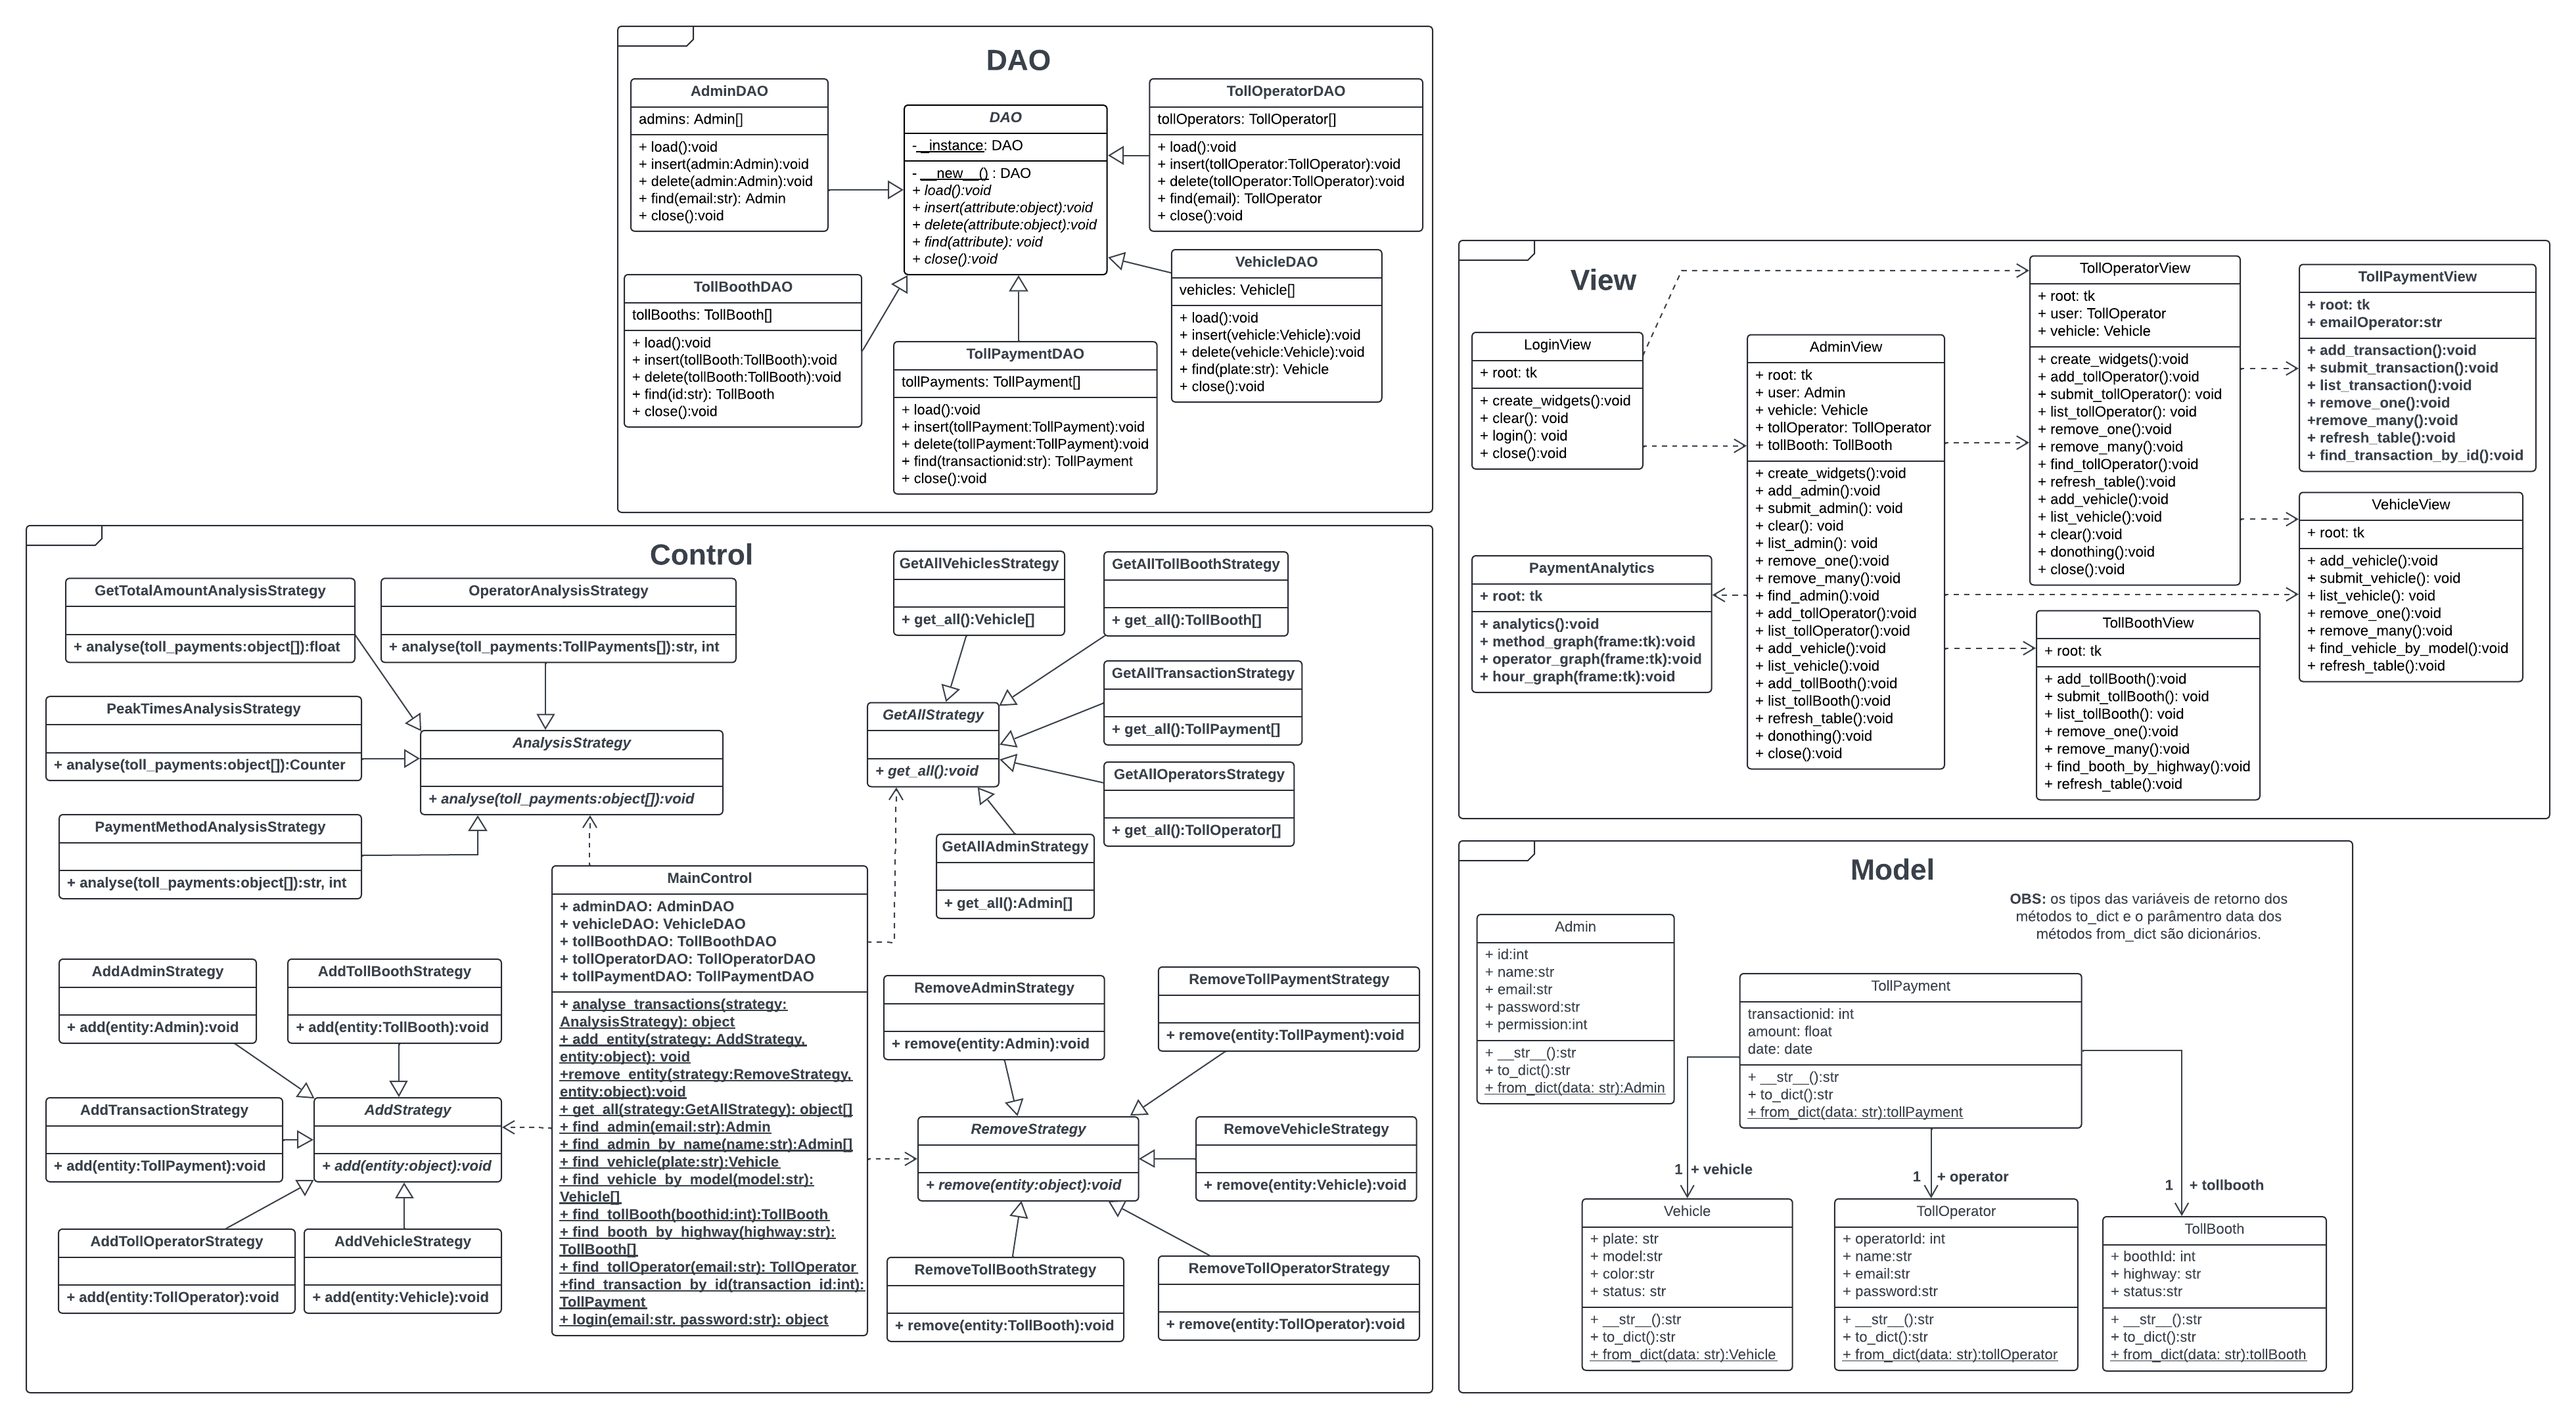 DAO
AdminDAO
admins: Admin[]
+ load():void
+ insert(admin:Admin):void
+ delete(admin:Admin):void
+ find(email:str): Admin
+ close():void
DAO
- _instance: DAO
- __new__() : DAO
+ load():void
+ insert(attribute:object):void
+ delete(attribute:object):void
+ find(attribute): void
+ close():void
TollOperatorDAO
tollOperators: TollOperator[]
+ load():void
+ insert(tollOperator:TollOperator):void
+ delete(tollOperator:TollOperator):void
+ find(email): TollOperator
+ close():void
TollBoothDAO
tollBooths: TollBooth[]
+ load():void
+ insert(tollBooth:TollBooth):void
+ delete(tollBooth:TollBooth):void
+ find(id:str): TollBooth
+ close():void
TollPaymentDAO
tollPayments: TollPayment[]
+ load():void
+ insert(tollPayment:TollPayment):void
+ delete(tollPayment:TollPayment):void
+ find(transactionid:str): TollPayment
+ close():void
VehicleDAO
vehicles: Vehicle[]
+ load():void
+ insert(vehicle:Vehicle):void
+ delete(vehicle:Vehicle):void
+ find(plate:str): Vehicle
+ close():void
View
LoginView
+ root: tk
+ create_widgets():void
+ clear(): void
+ login(): void
+ close():void
AdminView
+ root: tk
+ user: Admin
+ vehicle: Vehicle
+ tollOperator: TollOperator
+ tollBooth: TollBooth
+ create_widgets():void
+ add_admin():void
+ submit_admin(): void
+ clear(): void
+ list_admin(): void
+ remove_one():void
+ remove_many():void
+ find_admin():void
+ add_tollOperator():void
+ list_tollOperator():void
+ add_vehicle():void
+ list_vehicle():void
+ add_tollBooth():void
+ list_tollBooth():void
+ refresh_table():void
+ donothing():void
+ close():void
TollOperatorView
+ root: tk
+ user: TollOperator
+ vehicle: Vehicle
+ create_widgets():void
+ add_tollOperator():void
+ submit_tollOperator(): void
+ list_tollOperator(): void
+ remove_one():void
+ remove_many():void
+ find_tollOperator():void
+ refresh_table():void
+ add_vehicle():void
+ list_vehicle():void
+ clear():void
+ donothing():void
+ close():void
TollPaymentView
+ root: tk
+ emailOperator:str
+ add_transaction():void
+ submit_transaction():void
+ list_transaction():void
+ remove_one():void
+remove_many():void
+ refresh_table():void
+ find_transaction_by_id():void
VehicleView
+ root: tk
+ add_vehicle():void
+ submit_vehicle(): void
+ list_vehicle(): void
+ remove_one():void
+ remove_many():void
+ find_vehicle_by_model():void
+ refresh_table():void
PaymentAnalytics
+ root: tk
+ analytics():void
+ method_graph(frame:tk):void
+ operator_graph(frame:tk):void
+ hour_graph(frame:tk):void
TollBoothView
+ root: tk
+ add_tollBooth():void
+ submit_tollBooth(): void
+ list_tollBooth(): void
+ remove_one():void
+ remove_many():void
+ find_booth_by_highway():void
+ refresh_table():void
Control
GetTotalAmountAnalysisStrategy
+ analyse(toll_payments:object[]):float
OperatorAnalysisStrategy
+ analyse(toll_payments:TollPayments[]):str, int
PeakTimesAnalysisStrategy
+ analyse(toll_payments:object[]):Counter
AnalysisStrategy
+ analyse(toll_payments:object[]):void
PaymentMethodAnalysisStrategy
+ analyse(toll_payments:object[]):str, int
GetAllVehiclesStrategy
+ get_all():Vehicle[]
GetAllTollBoothStrategy
+ get_all():TollBooth[]
GetAllTransactionStrategy
+ get_all():TollPayment[]
GetAllStrategy
+ get_all():void
GetAllOperatorsStrategy
+ get_all():TollOperator[]
GetAllAdminStrategy
+ get_all():Admin[]
MainControl
+ adminDAO: AdminDAO
+ vehicleDAO: VehicleDAO
+ tollBoothDAO: TollBoothDAO
+ tollOperatorDAO: TollOperatorDAO
+ tollPaymentDAO: TollPaymentDAO
+ analyse_transactions(strategy:
AnalysisStrategy): object
+ add_entity(strategy: AddStrategy,
entity:object): void
+remove_entity(strategy:RemoveStrategy,
entity:object):void
+ get_all(strategy:GetAllStrategy): object[]
+ find_admin(email:str):Admin
+ find_admin_by_name(name:str):Admin[]
+ find_vehicle(plate:str):Vehicle
+ find_vehicle_by_model(model:str):
Vehicle[]
+ find_tollBooth(boothid:int):TollBooth
+ find_booth_by_highway(highway:str):
TollBooth[]
+ find_tollOperator(email:str): TollOperator
+find_transaction_by_id(transaction_id:int):
TollPayment
+ login(email:str, password:str): object
AddAdminStrategy
+ add(entity:Admin):void
AddTollBoothStrategy
+ add(entity:TollBooth):void
AddTransactionStrategy
+ add(entity:TollPayment):void
AddStrategy
+ add(entity:object):void
AddTollOperatorStrategy
+ add(entity:TollOperator):void
AddVehicleStrategy
+ add(entity:Vehicle):void
RemoveAdminStrategy
+ remove(entity:Admin):void
RemoveTollPaymentStrategy
+ remove(entity:TollPayment):void
RemoveStrategy
+ remove(entity:object):void
RemoveVehicleStrategy
+ remove(entity:Vehicle):void
RemoveTollBoothStrategy
+ remove(entity:TollBooth):void
RemoveTollOperatorStrategy
+ remove(entity:TollOperator):void
Model
OBS: os tipos das variáveis de retorno dos
métodos to_dict e o parâmentro data dos
métodos from_dict são dicionários.
Admin
+ id:int
+ name:str
+ email:str
+ password:str
+ permission:int
+ __str__():str
+ to_dict():str
+ from_dict(data: str):Admin
TollPayment
transactionid: int
amount: float
date: date
+ __str__():str
+ to_dict():str
+ from_dict(data: str):tollPayment
1 + vehicle
1 + operator
1 + tollbooth
Vehicle
+ plate: str
+ model:str
+ color:str
+ status: str
+ __str__():str
+ to_dict():str
+ from_dict(data: str):Vehicle
TollOperator
+ operatorId: int
+ name:str
+ email:str
+ password:str
+ __str__():str
+ to_dict():str
+ from_dict(data: str):tollOperator
TollBooth
+ boothId: int
+ highway: str
+ status:str
+ __str__():str
+ to_dict():str
+ from_dict(data: str):tollBooth